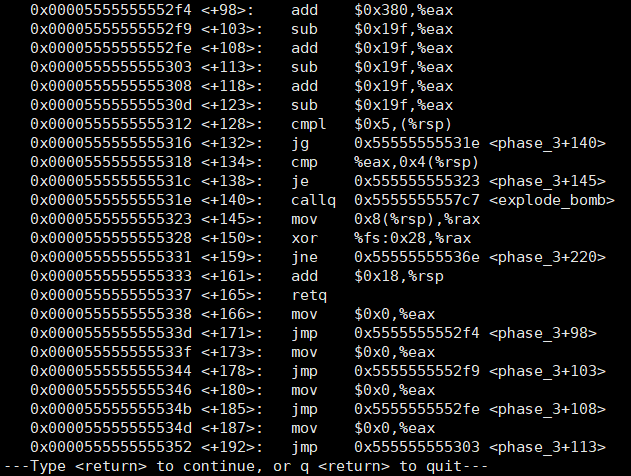 0x00005555555552f4 <+98>: add $0x380,%eax
0x00005555555552f9 <+103>: sub $0x19f,%eax
0x00005555555552fe <+108>: add $0x19f,%eax
0x0000555555555303 <+113>: sub $0x19f,%eax
0x0000555555555308 <+118>: add $0x19f,%eax
0x000055555555530d <+123>: sub $0x19f,%eax
0x0000555555555312 <+128>: cmpl $0x5,(%rsp)
0x0000555555555316 <+132>: jg 0x55555555531e <phase_3+140>
0x0000555555555318 <+134>: cmp %eax,0x4(%rsp)
0x000055555555531c <+138>: je 0x555555555323 <phase_3+145>
0x000055555555531e <+140>: callq 0x5555555557c7 <explode_bomb>
0x0000555555555323 <+145>: mov 0x8(%rsp),%rax
0x0000555555555328 <+150>: xor %fs:0x28,%rax
0x0000555555555331 <+159>: jne 0x55555555536e <phase_3+220>
0x0000555555555333 <+161>: add $0x18,%rsp
0x0000555555555337 <+165>: retq
0x0000555555555338 <+166>: mov $0x0,%eax
0x000055555555533d <+171>: jmp 0x5555555552f4 <phase_3+98>
0x000055555555533f <+173>: mov $0x0,%eax
0x0000555555555344 <+178>: jmp 0x5555555552f9 <phase_3+103>
0x0000555555555346 <+180>: mov $0x0,%eax
0x000055555555534b <+185>: jmp 0x5555555552fe <phase_3+108>
0x000055555555534d <+187>: mov $0x0,%eax
0x0000555555555352 <+192>: jmp 0x555555555303 <phase_3+113>
---Type <return> to continue, or q <return> to quit---